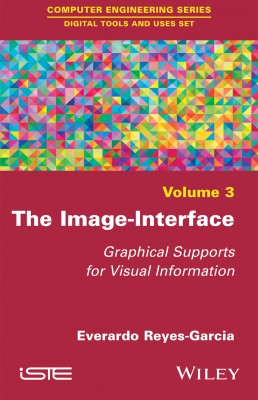 COMPUTER ENGINEERING SERIES
DIGITAL TOOLS AND USES SET
Volume 3
The Image-Interface
Graphical Supports
for Visual Information
Everardo Reyes-Garcia
iSTE
WILEY